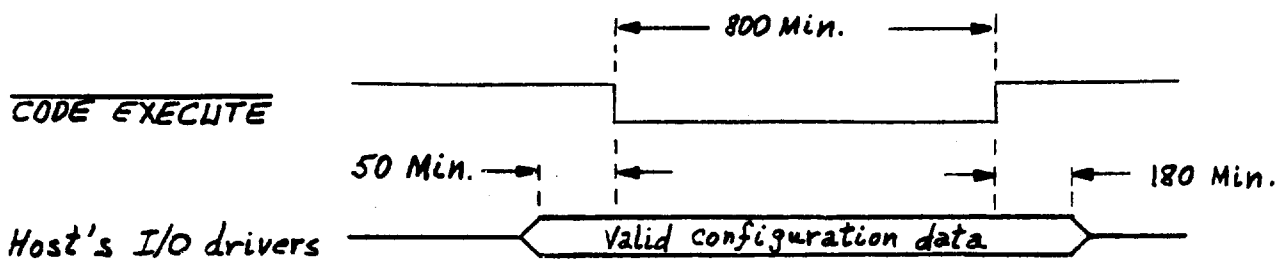 800 Min.
CODE EXECUTE
50 Min.
180 Min.
Host's I/O drivers
Valid configuration data